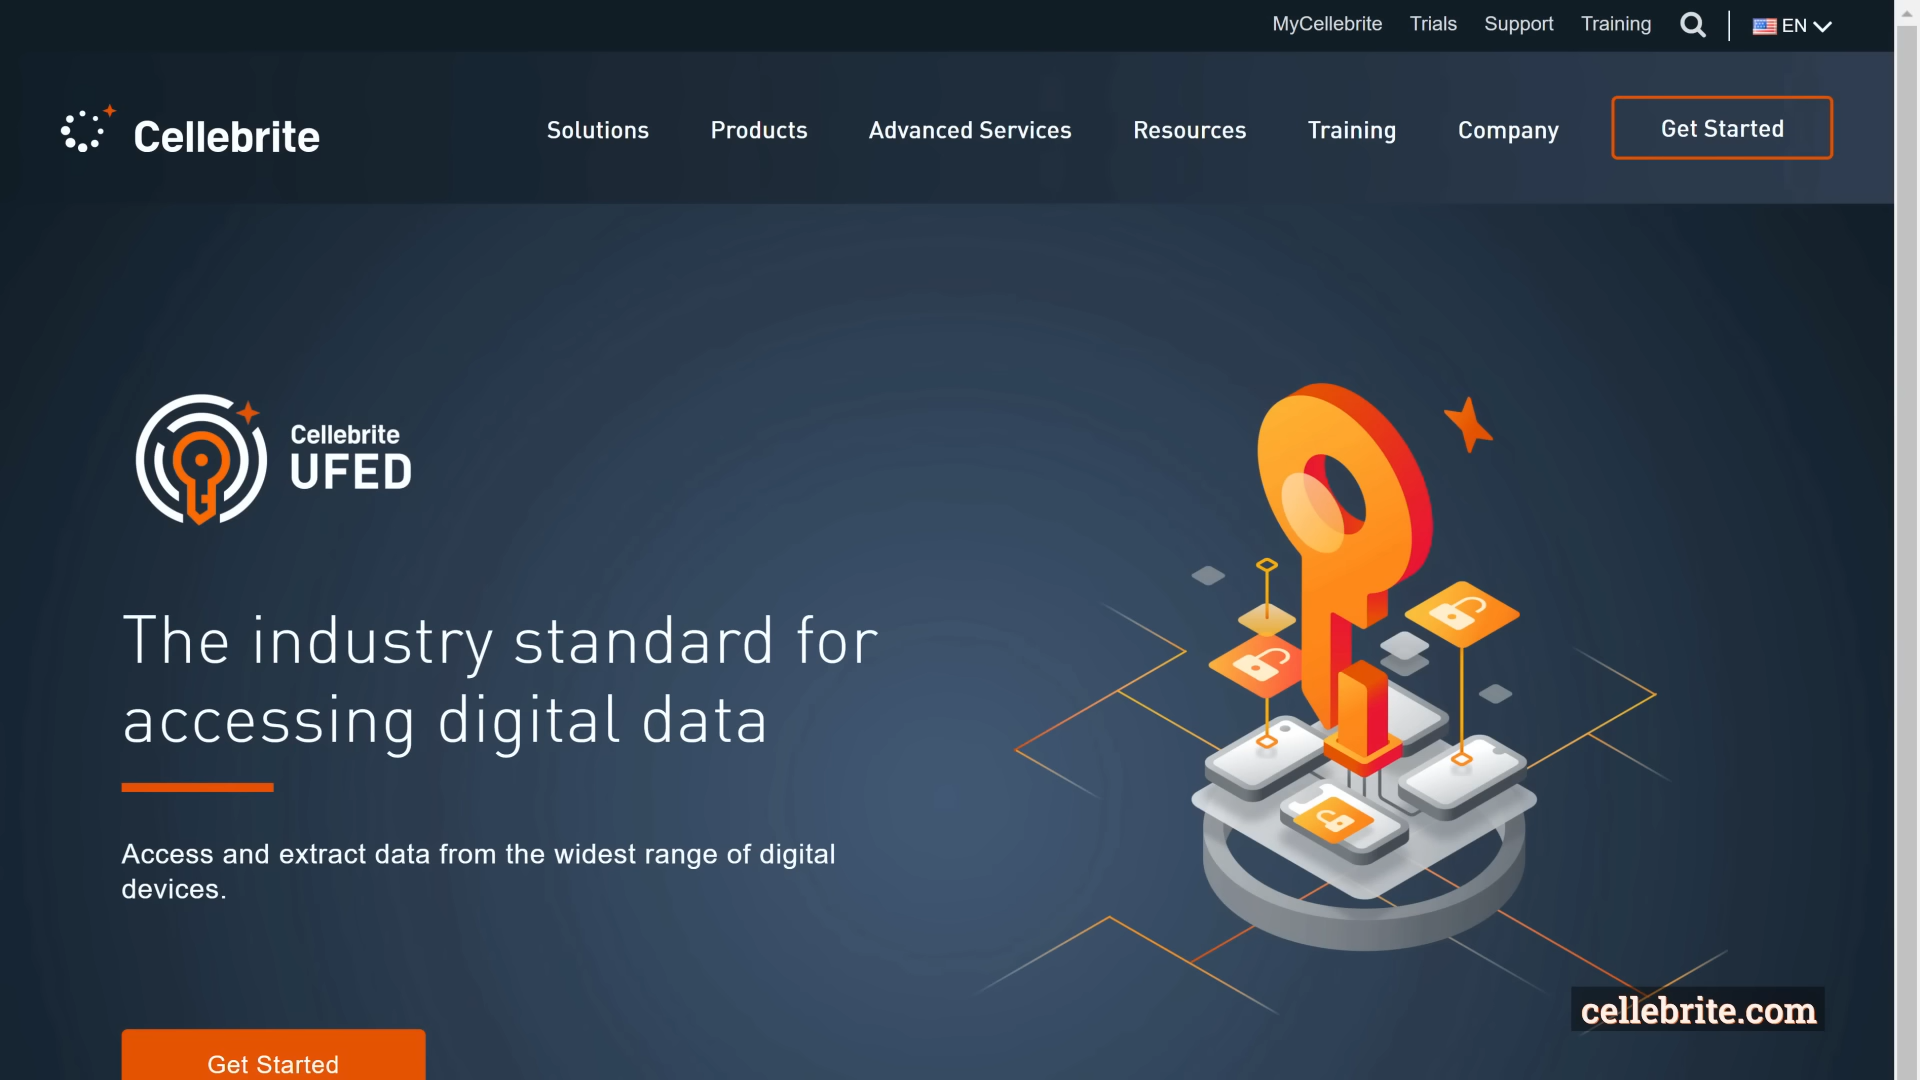 MyCellebrite Trials Support Training EN
Cellebrite
Solutions Products Advanced Services Resources Training Company Get Started
Cellebrite
UFED
The industry standard for
accessing digital data
Access and extract data from the widest range of digital
devices.
cellebrite.com
Get Started